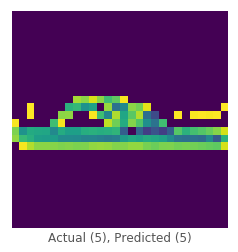 Actual (5), Predicted (5)